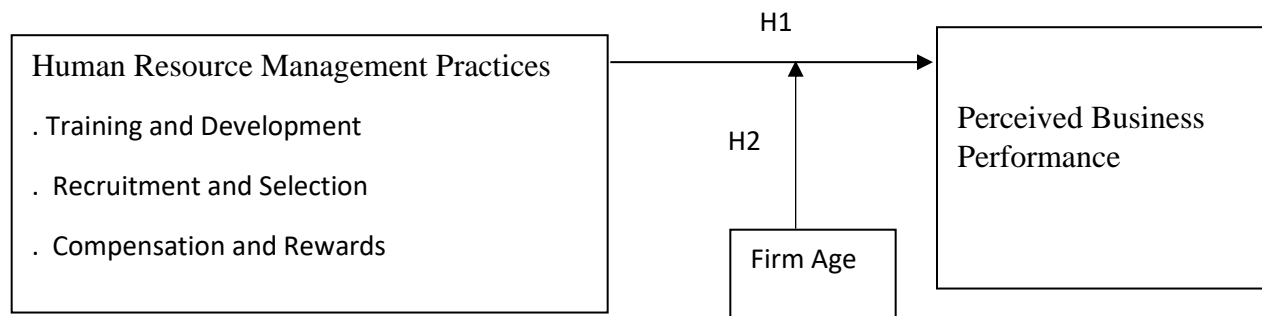 H1
Human Resource Management Practices
. Training and Development
. Recruitment and Selection
. Compensation and Rewards
H2
Firm Age
Perceived Business
Performance